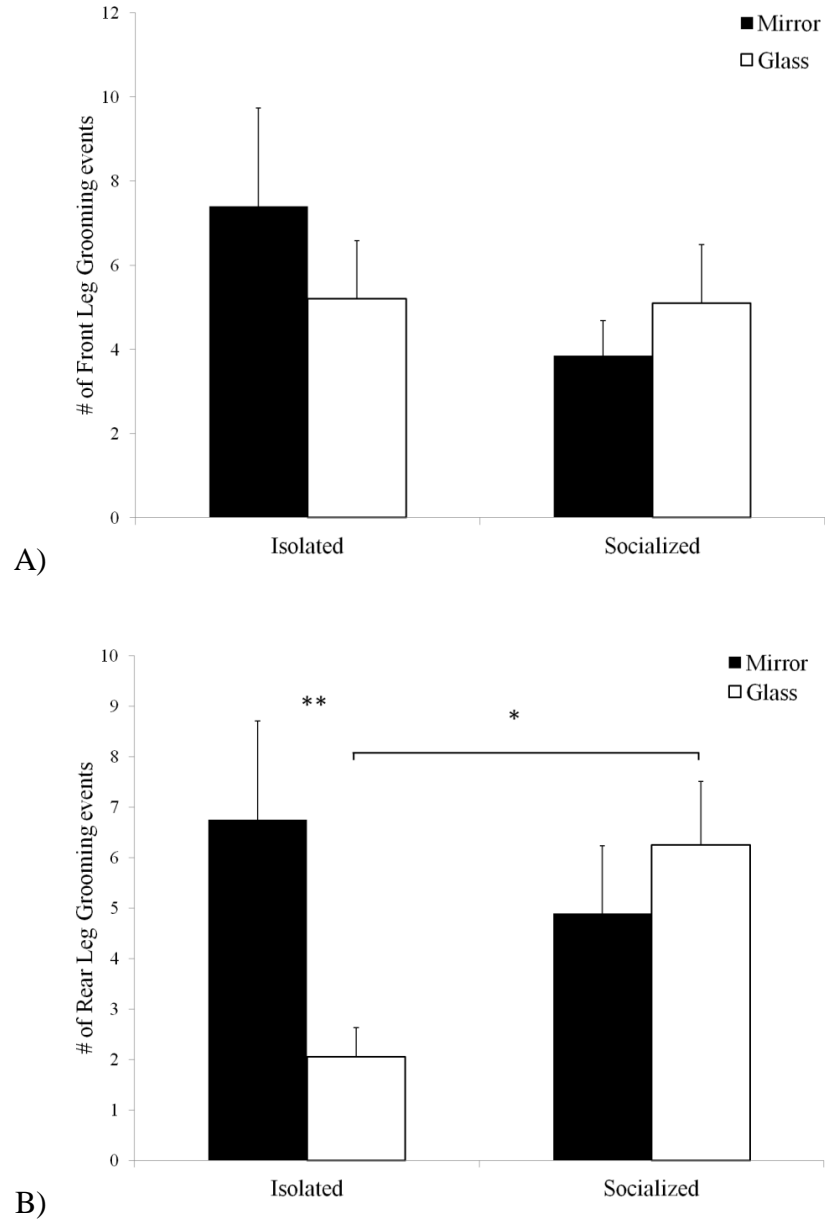 12
10
8
6
4
2
0
# of Front Leg Grooming events
Mirror
Glass
Isolated
Socialized
A)
10
9
8
7
6
5
4
3
2
1
0
# of Rear Leg Grooming events
Mirror
Glass
**
*
Isolated
Socialized
B)